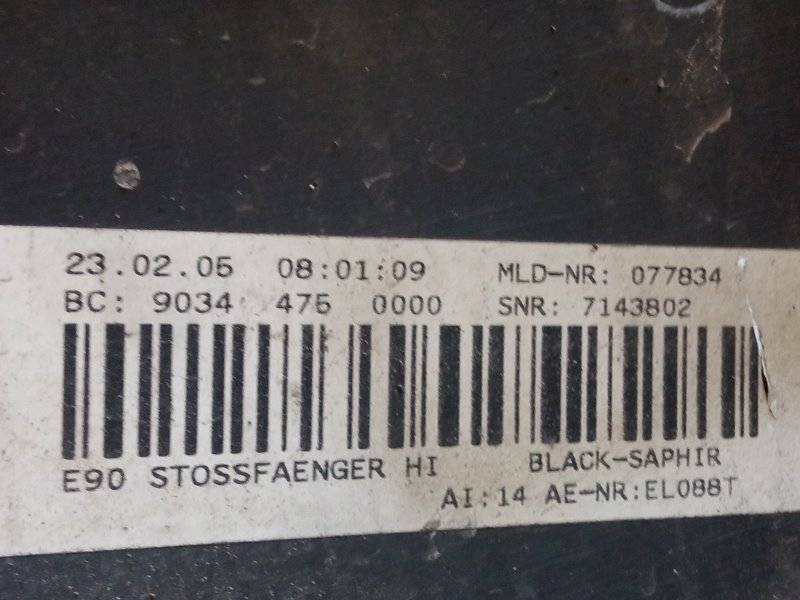 23.02.05 08:01:09 MLD-NR: 077834
BC: 9034 475 0000 SNR: 7143802
E90 STOSSFAENGER HI BLACK-SAPHIR
AI:14 AE-NR:EL088T